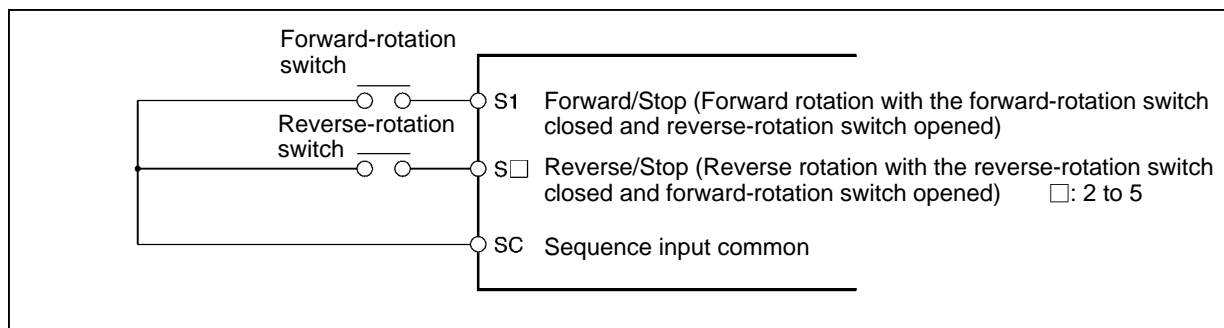 Forward-rotation
switch
S1 Forward/Stop (Forward rotation with the forward-rotation switch
closed and reverse-rotation switch opened)
Reverse-rotation
switch
S□ Reverse/Stop (Reverse rotation with the reverse-rotation switch
closed and forward-rotation switch opened) □: 2 to 5
SC Sequence input common